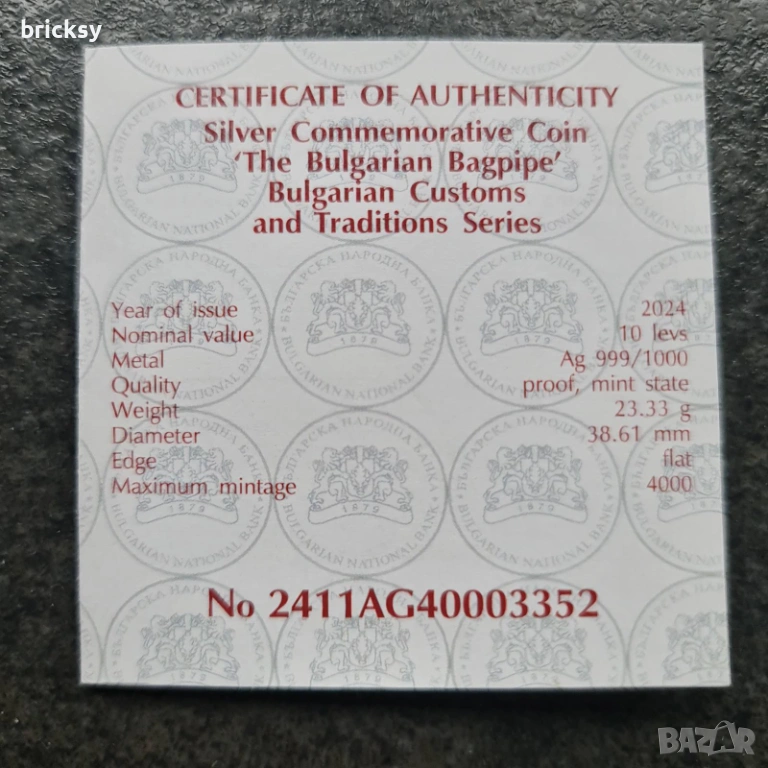 bricksy
CERTIFICATE OF AUTHENTICITY
Silver Commemorative Coin
'The Bulgarian Bagpipe'
Bulgarian Customs
and Traditions Series
Year of issue 2024
Nominal value 10 levs
Metal Ag 999/1000
Quality proof, mint state
Weight 23.33 g
Diameter 38.61 mm
Edge flat
Maximum mintage 4000
No 2411AG40003352
БЪЛГАРСКА НАРОДНА БАНКА
BULGARIAN NATIONAL BANK
1879
BAZAR